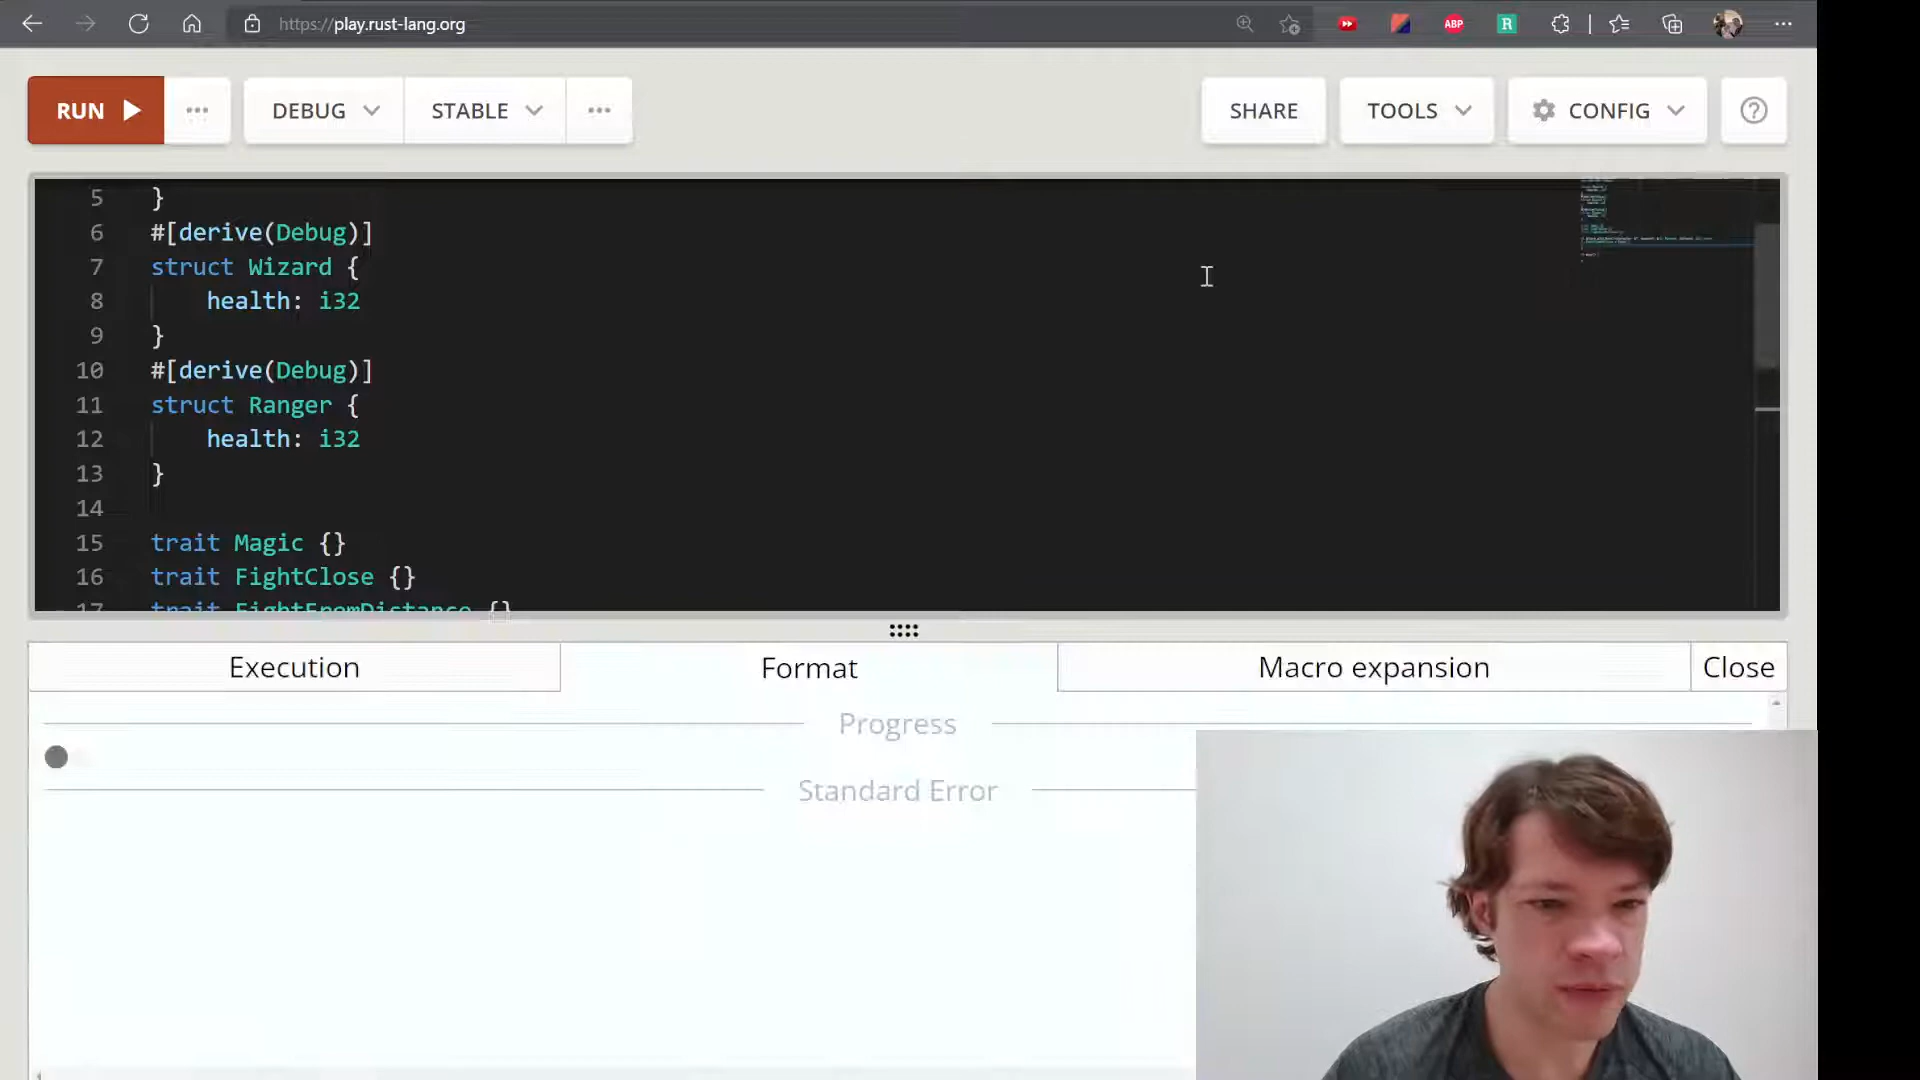 https://play.rust-lang.org
ABP
R
RUN
DEBUG
STABLE
SHARE
TOOLS
CONFIG
5 }
6 #[derive(Debug)]
7 struct Wizard {
8 health: i32
9 }
10 #[derive(Debug)]
11 struct Ranger {
12 health: i32
13 }
14
15 trait Magic {}
16 trait FightClose {}
17 trait FightFromDistance {}
Execution
Format
Macro expansion
Close
Progress
Standard Error